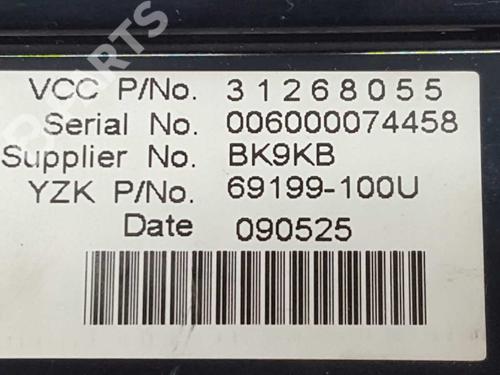 VCC P/No. 31268055
Serial No. 006000074458
Supplier No. BK9KB
YZK P/No. 69199-100U
Date 090525